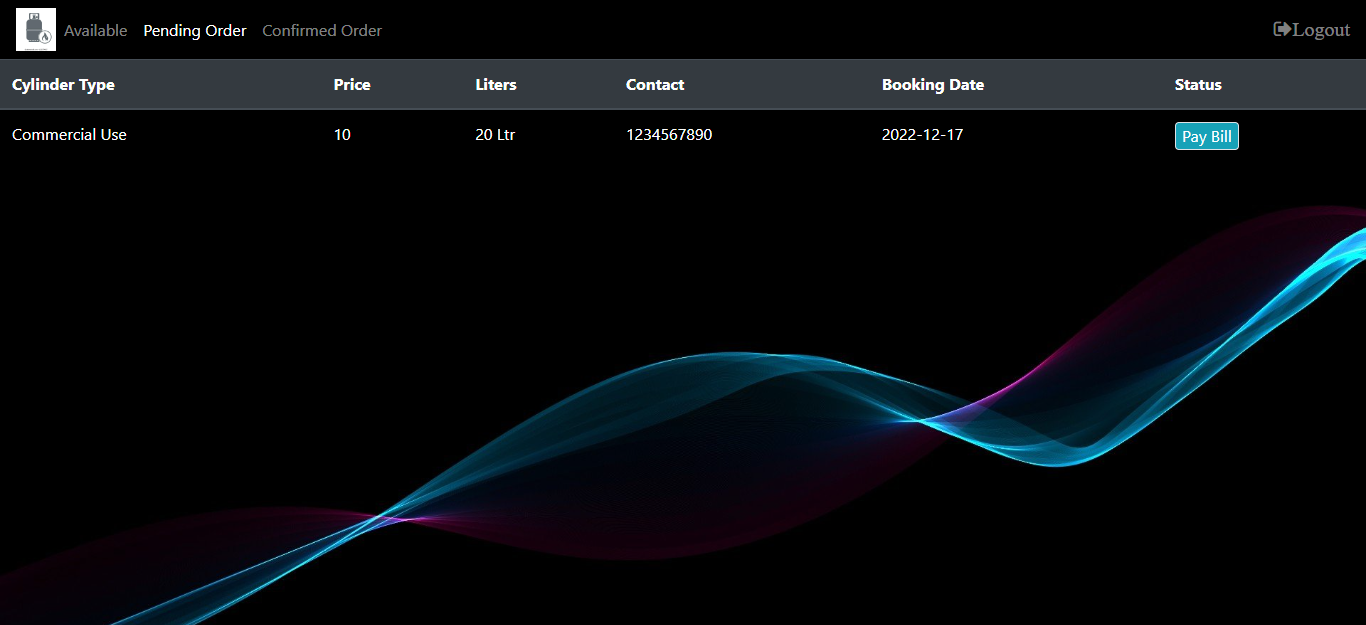 Available Pending Order Confirmed Order Logout
Cylinder Type Price Liters Contact Booking Date Status
Commercial Use 10 20 Ltr 1234567890 2022-12-17 Pay Bill